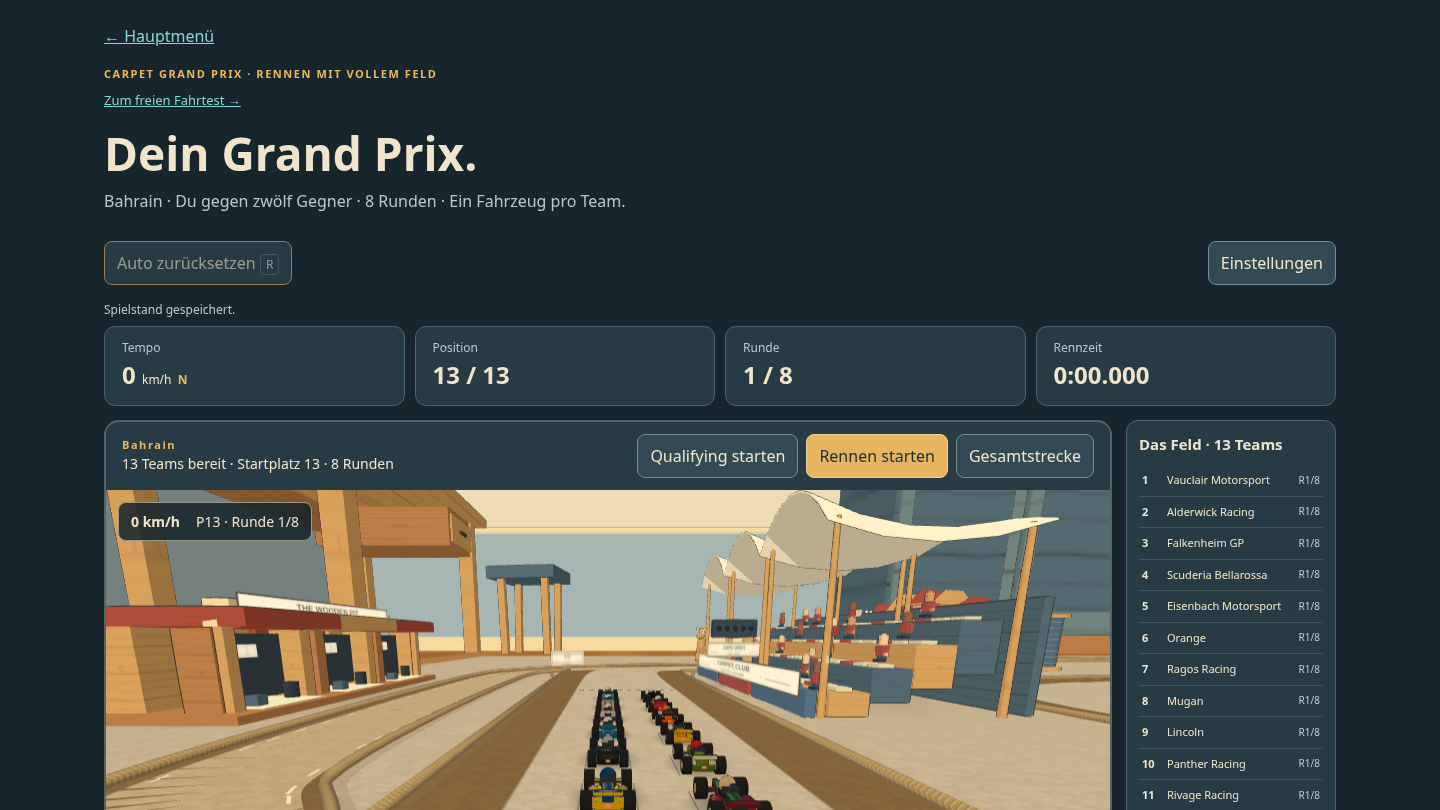 ← Hauptmenü
CARPET GRAND PRIX · RENNEN MIT VOLLEM FELD
Zum freien Fahrtest →
Dein Grand Prix.
Bahrain · Du gegen zwölf Gegner · 8 Runden · Ein Fahrzeug pro Team.
Auto zurücksetzen R
Einstellungen
Spielstand gespeichert.
Tempo
0 km/h N
Position
13 / 13
Runde
1 / 8
Rennzeit
0:00.000
Bahrain
13 Teams bereit · Startplatz 13 · 8 Runden
Qualifying starten
Rennen starten
Gesamtstrecke
0 km/h P13 · Runde 1/8
THE WOODEN PIT
Das Feld · 13 Teams
1 Vauclair Motorsport R1/8
2 Alderwick Racing R1/8
3 Falkenheim GP R1/8
4 Scuderia Bellarossa R1/8
5 Eisenbach Motorsport R1/8
6 Orange R1/8
7 Ragos Racing R1/8
8 Mugan R1/8
9 Lincoln R1/8
10 Panther Racing R1/8
11 Rivage Racing R1/8